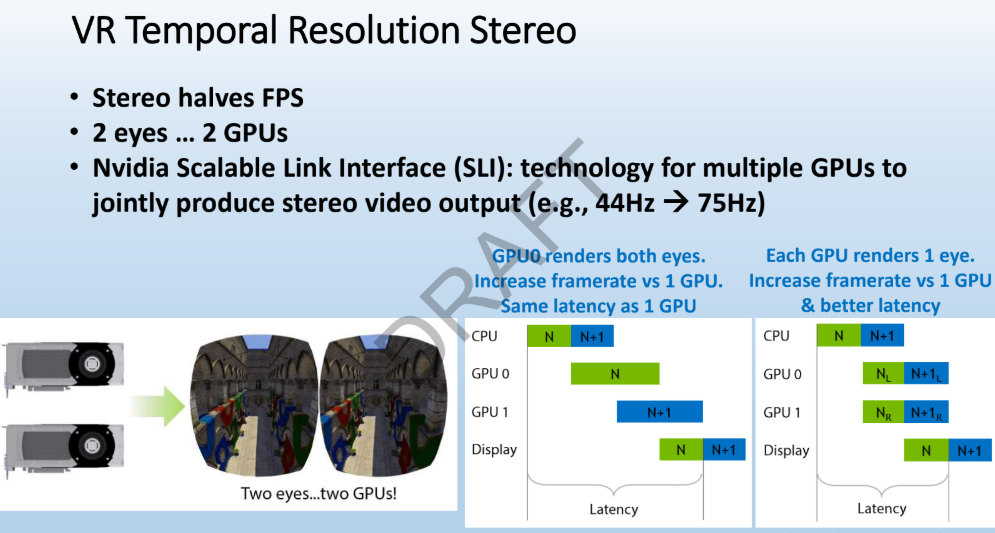 VR Temporal Resolution Stereo
• Stereo halves FPS
• 2 eyes … 2 GPUs
• Nvidia Scalable Link Interface (SLI): technology for multiple GPUs to
jointly produce stereo video output (e.g., 44Hz → 75Hz)
DRAFT
GPU0 renders both eyes.
Increase framerate vs 1 GPU.
Same latency as 1 GPU
Each GPU renders 1 eye.
Increase framerate vs 1 GPU
& better latency
Two eyes...two GPUs!
CPU N N+1
GPU 0 N
GPU 1 N+1
Display N N+1
Latency
CPU N N+1
GPU 0 N_L N+1_L
GPU 1 N_R N+1_R
Display N N+1
Latency